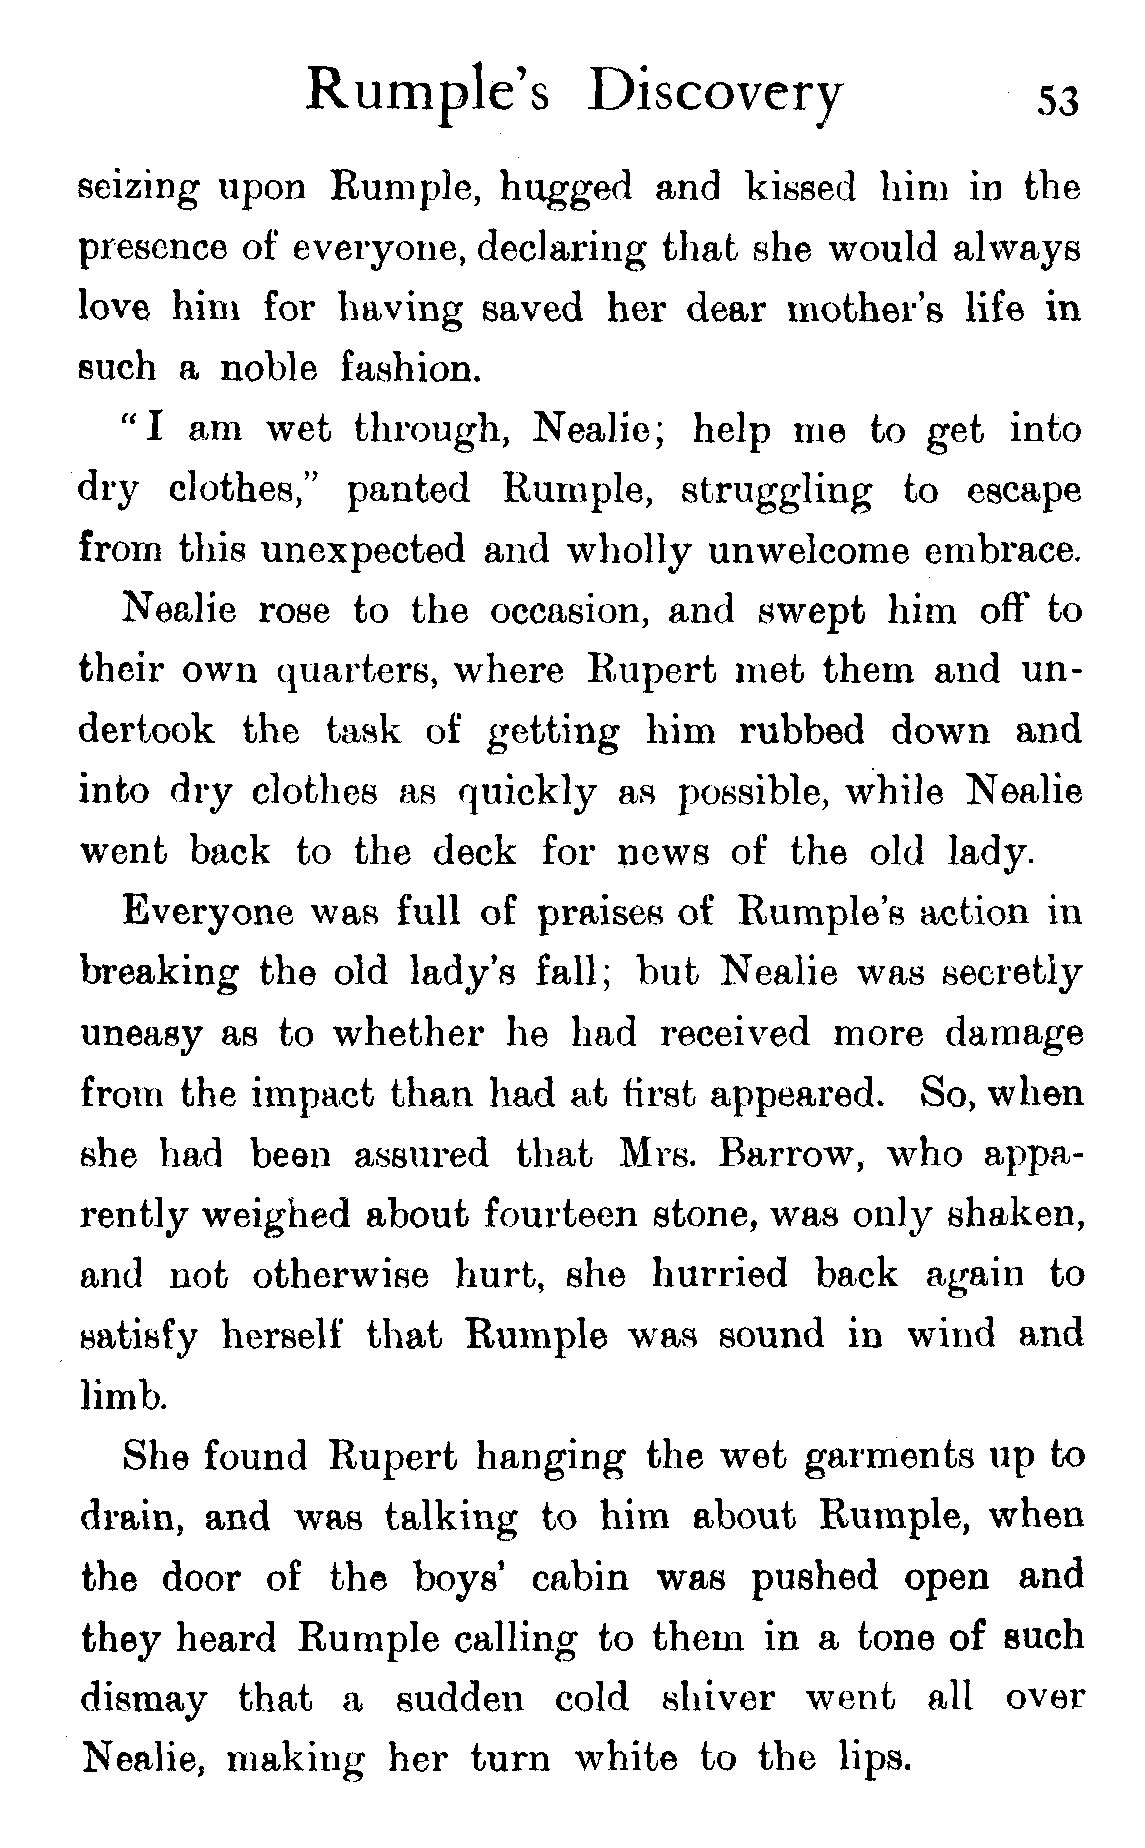 Rumple's Discovery 53
seizing upon Rumple, hugged and kissed him in the
presence of everyone, declaring that she would always
love him for having saved her dear mother's life in
such a noble fashion.
"I am wet through, Nealie; help me to get into
dry clothes," panted Rumple, struggling to escape
from this unexpected and wholly unwelcome embrace.
Nealie rose to the occasion, and swept him off to
their own quarters, where Rupert met them and un-
dertook the task of getting him rubbed down and
into dry clothes as quickly as possible, while Nealie
went back to the deck for news of the old lady.
Everyone was full of praises of Rumple's action in
breaking the old lady's fall; but Nealie was secretly
uneasy as to whether he had received more damage
from the impact than had at first appeared. So, when
she had been assured that Mrs. Barrow, who appa-
rently weighed about fourteen stone, was only shaken,
and not otherwise hurt, she hurried back again to
satisfy herself that Rumple was sound in wind and
limb.
She found Rupert hanging the wet garments up to
drain, and was talking to him about Rumple, when
the door of the boys' cabin was pushed open and
they heard Rumple calling to them in a tone of such
dismay that a sudden cold shiver went all over
Nealie, making her turn white to the lips.